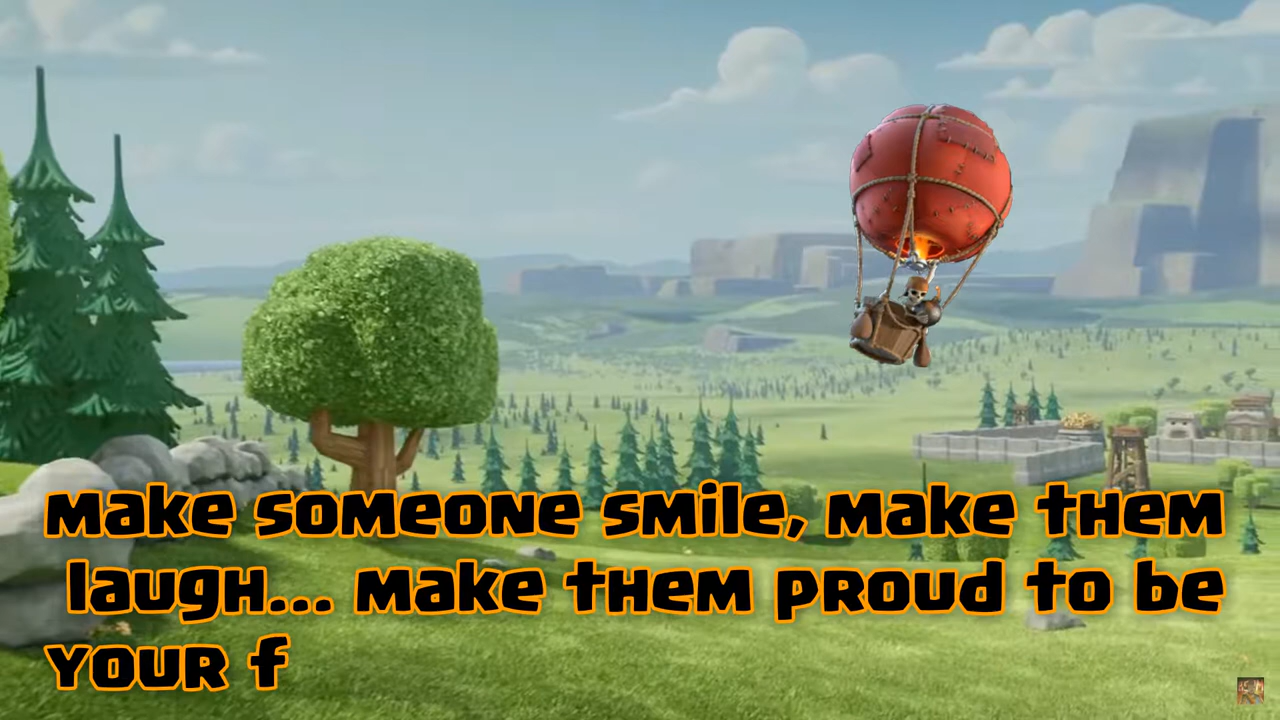 Make someone smile, make them
laugh... make them proud to be
your f